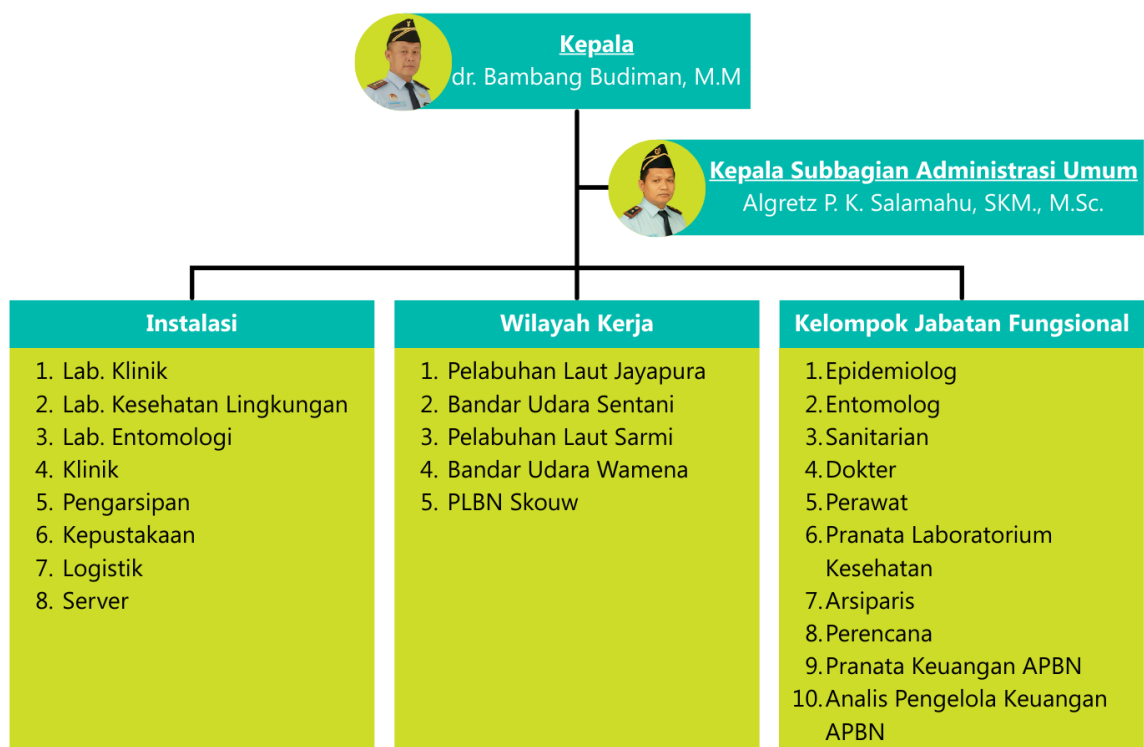 Kepala
dr. Bambang Budiman, M.M
Kepala Subbagian Administrasi Umum
Algretz P. K. Salamahu, SKM., M.Sc.
Instalasi
1. Lab. Klinik
2. Lab. Kesehatan Lingkungan
3. Lab. Entomologi
4. Klinik
5. Pengarsipan
6. Kepustakaan
7. Logistik
8. Server
Wilayah Kerja
1. Pelabuhan Laut Jayapura
2. Bandar Udara Sentani
3. Pelabuhan Laut Sarmi
4. Bandar Udara Wamena
5. PLBN Skouw
Kelompok Jabatan Fungsional
1. Epidemiolog
2. Entomolog
3. Sanitarian
4. Dokter
5. Perawat
6. Pranata Laboratorium
Kesehatan
7. Arsiparis
8. Perencana
9. Pranata Keuangan APBN
10. Analis Pengelola Keuangan
APBN